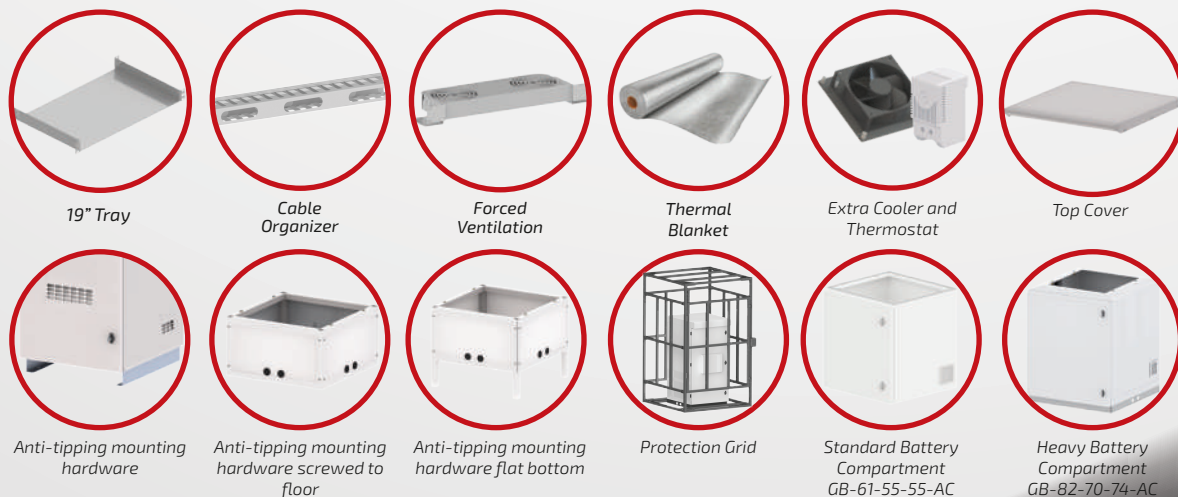 19” Tray
Cable
Organizer
Forced
Ventilation
Thermal
Blanket
Extra Cooler and
Thermostat
Top Cover
Anti-tipping mounting
hardware
Anti-tipping mounting
hardware screwed to
floor
Anti-tipping mounting
hardware flat bottom
Protection Grid
Standard Battery
Compartment
GB-61-55-55-AC
Heavy Battery
Compartment
GB-82-70-74-AC